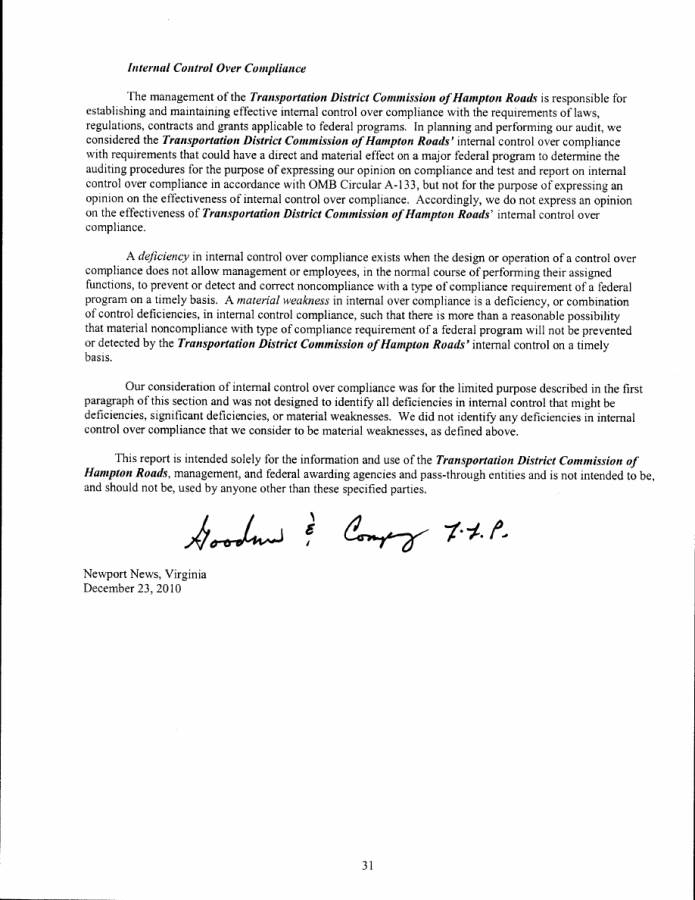 Internal Control Over Compliance
The management of the Transportation District Commission of Hampton Roads is responsible for
establishing and maintaining effective internal control over compliance with the requirements of laws,
regulations, contracts and grants applicable to federal programs. In planning and performing our audit, we
considered the Transportation District Commission of Hampton Roads' internal control over compliance
with requirements that could have a direct and material effect on a major federal program to determine the
auditing procedures for the purpose of expressing our opinion on compliance and test and report on internal
control over compliance in accordance with OMB Circular A-133, but not for the purpose of expressing an
opinion on the effectiveness of internal control over compliance. Accordingly, we do not express an opinion
on the effectiveness of Transportation District Commission of Hampton Roads' internal control over
compliance.
A deficiency in internal control over compliance exists when the design or operation of a control over
compliance does not allow management or employees, in the normal course of performing their assigned
functions, to prevent or detect and correct noncompliance with a type of compliance requirement of a federal
program on a timely basis. A material weakness in internal over compliance is a deficiency, or combination
of control deficiencies, in internal control compliance, such that there is more than a reasonable possibility
that material noncompliance with type of compliance requirement of a federal program will not be prevented
or detected by the Transportation District Commission of Hampton Roads' internal control on a timely
basis.
Our consideration of internal control over compliance was for the limited purpose described in the first
paragraph of this section and was not designed to identify all deficiencies in internal control that might be
deficiencies, significant deficiencies, or material weaknesses. We did not identify any deficiencies in internal
control over compliance that we consider to be material weaknesses, as defined above.
This report is intended solely for the information and use of the Transportation District Commission of
Hampton Roads, management, and federal awarding agencies and pass-through entities and is not intended to be,
and should not be, used by anyone other than these specified parties.
Goodman & Company L.L.P.
Newport News, Virginia
December 23, 2010
31